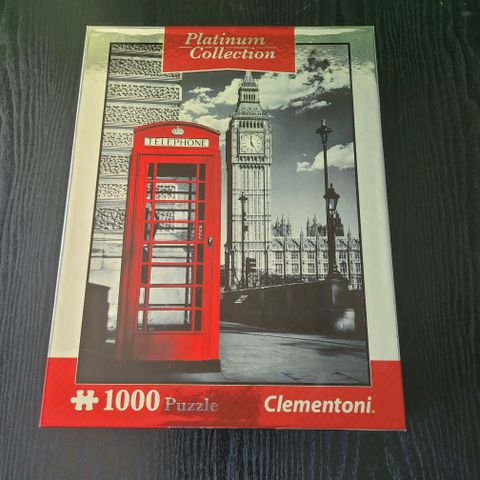 Platinum
Collection
TELEPHONE
1000 Puzzle
Clementoni.